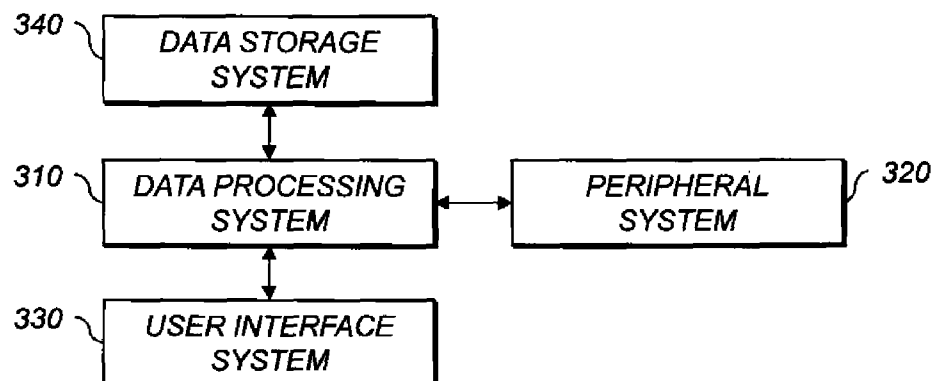 340
DATA STORAGE
SYSTEM
310
DATA PROCESSING
SYSTEM
PERIPHERAL
SYSTEM
320
330
USER INTERFACE
SYSTEM